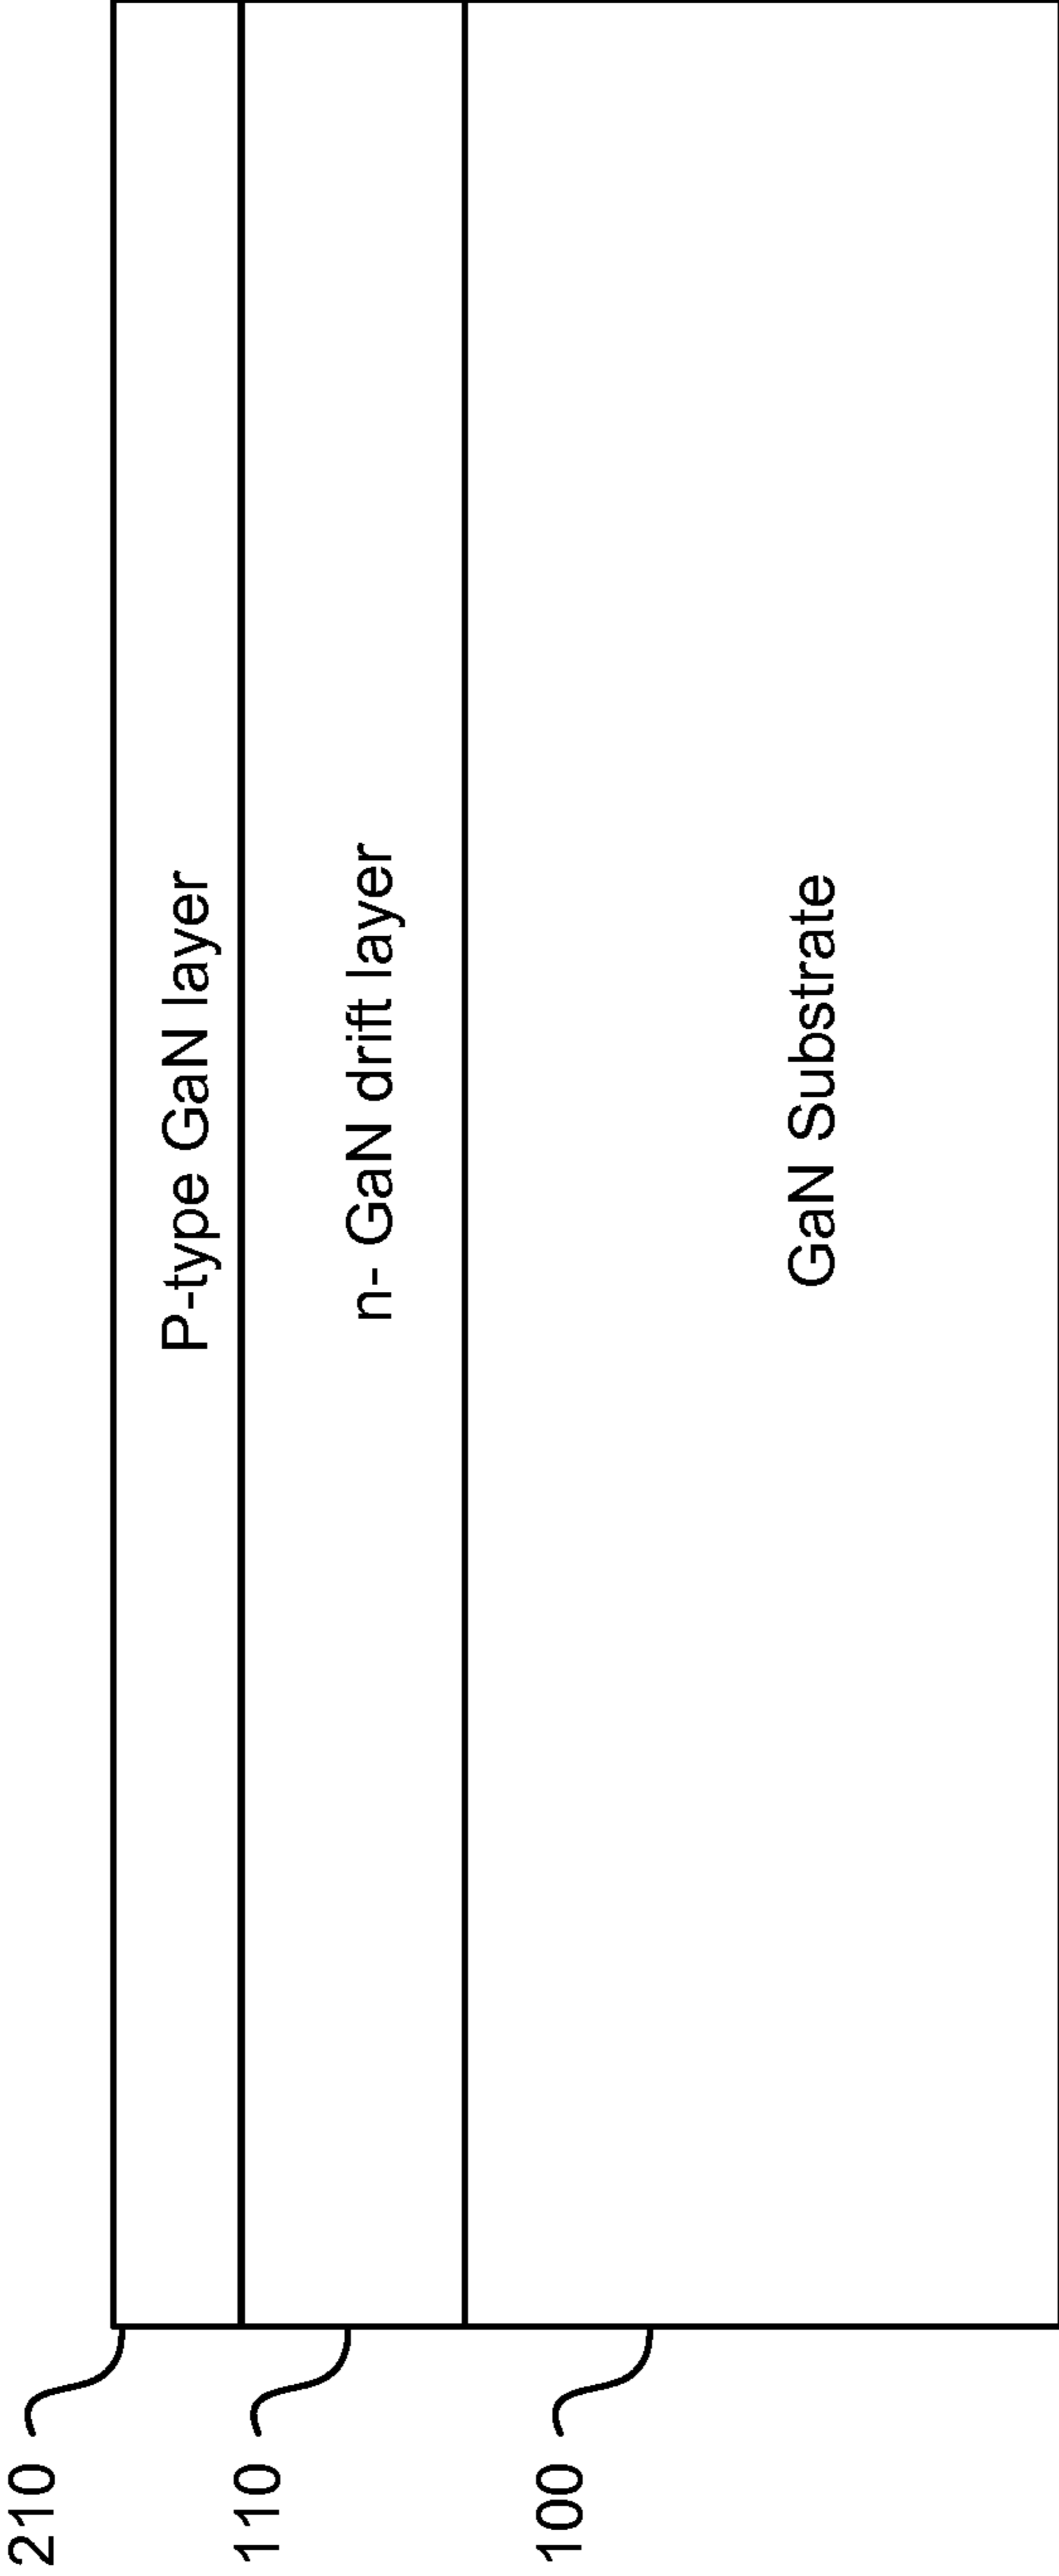 210
P-type GaN layer
110
n- GaN drift layer
100
GaN Substrate